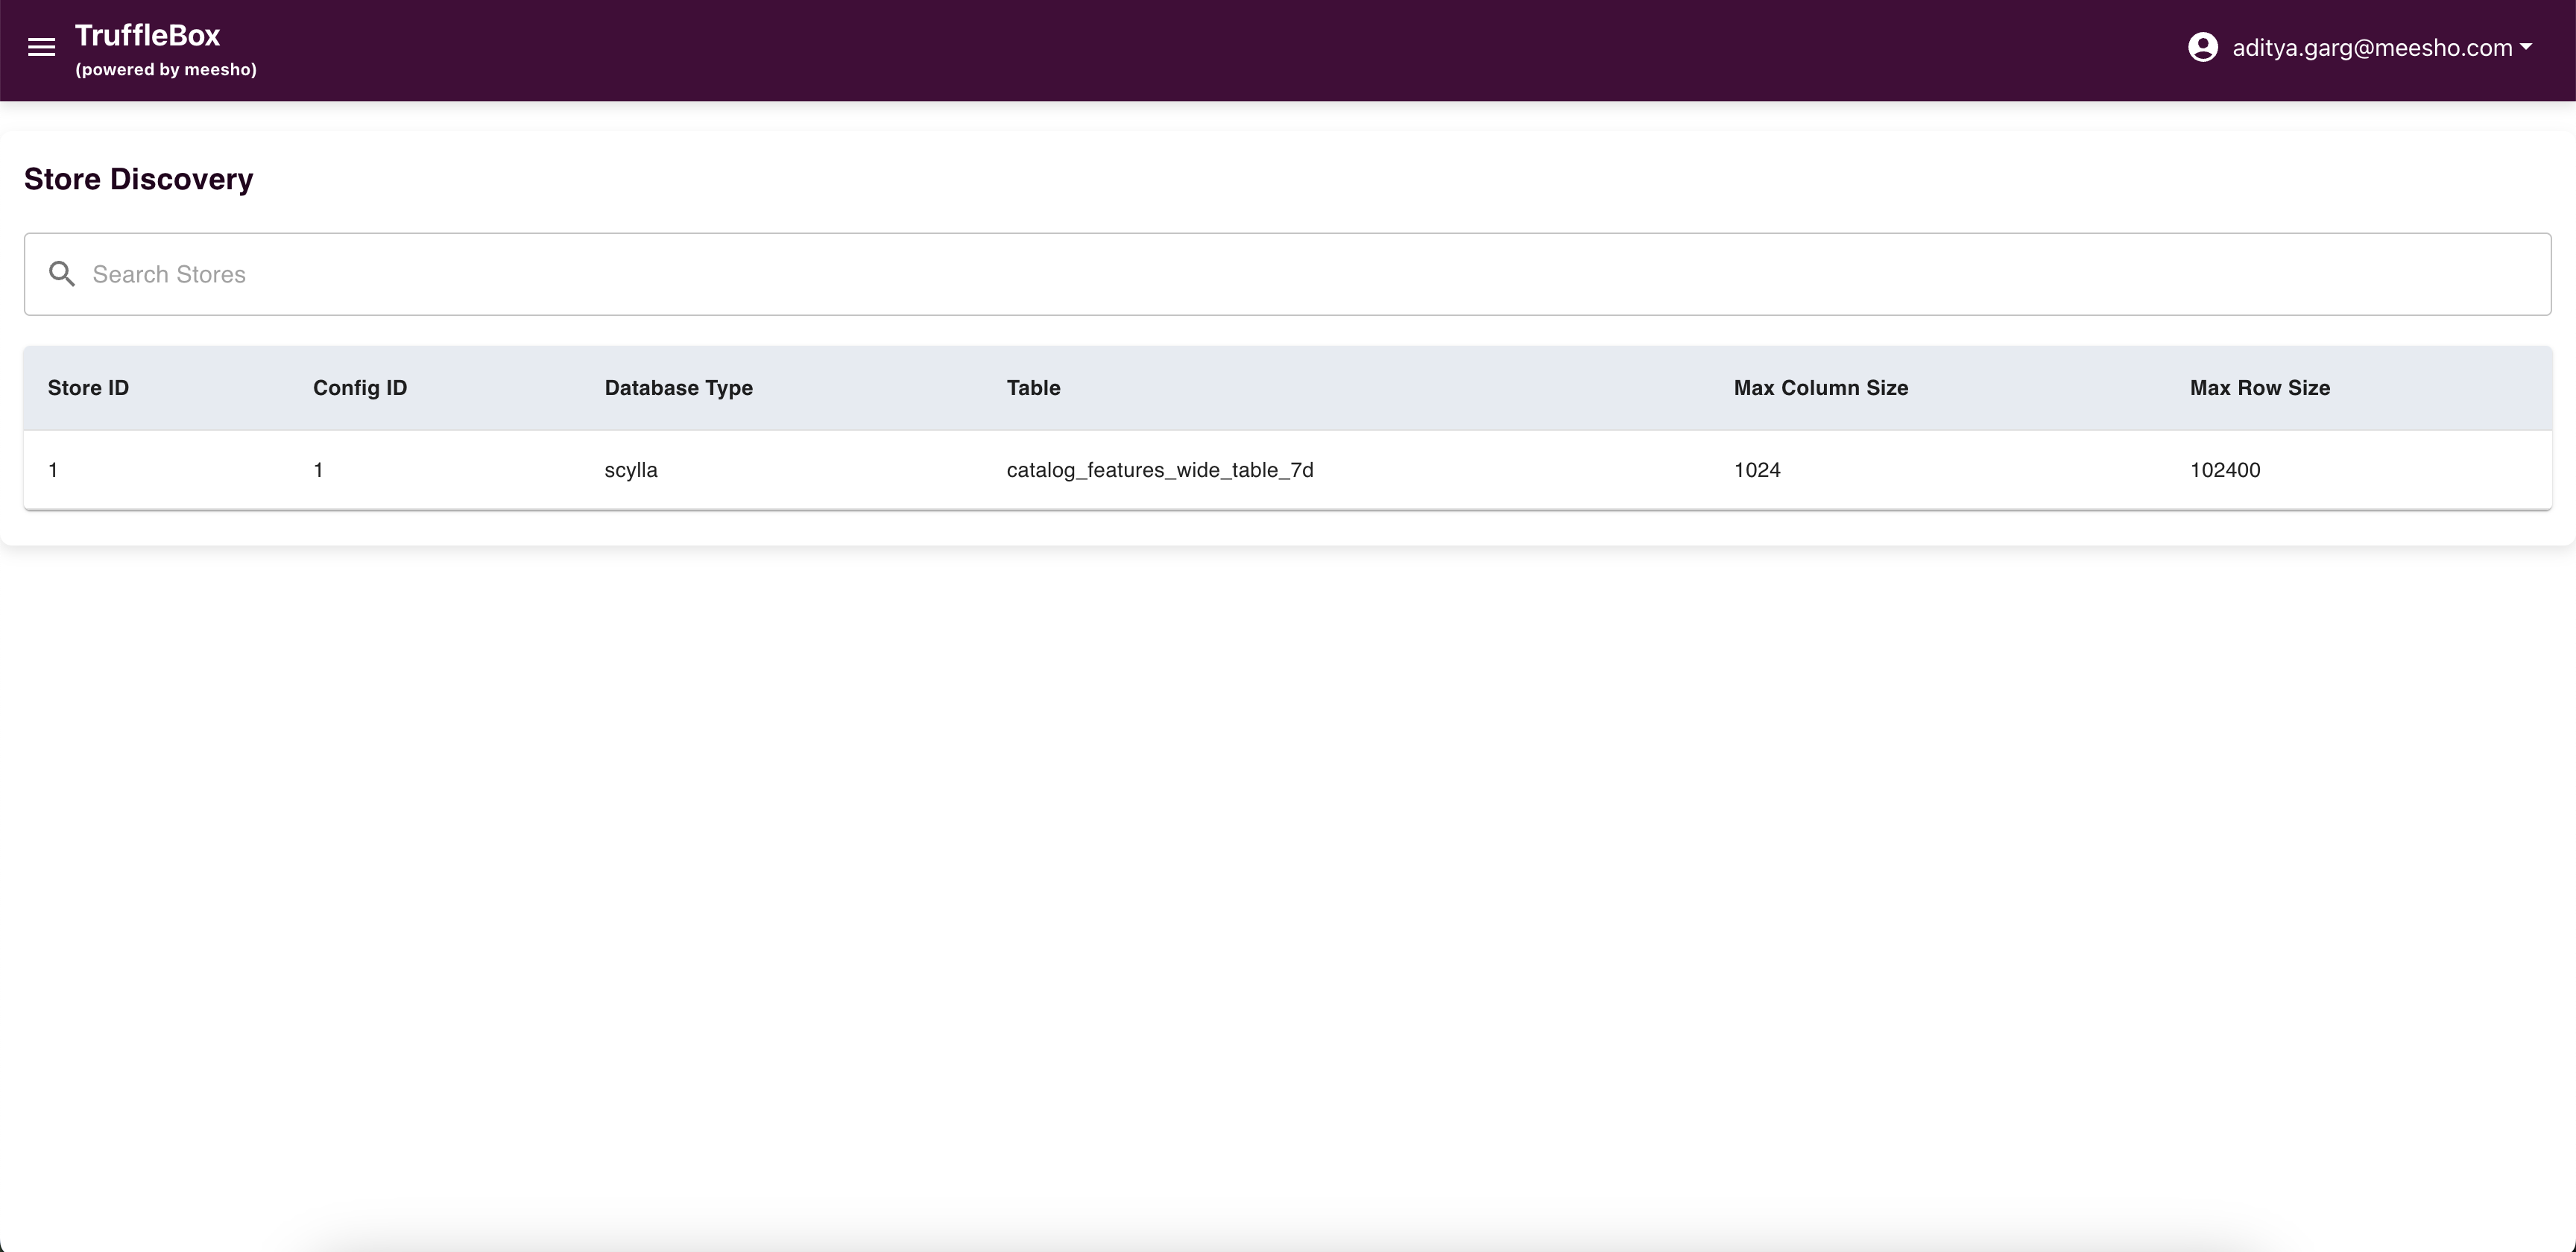 TruffleBox
(powered by meesho)
aditya.garg@meesho.com
Store Discovery
Search Stores
Store ID Config ID Database Type Table Max Column Size Max Row Size
1 1 scylla catalog_features_wide_table_7d 1024 102400